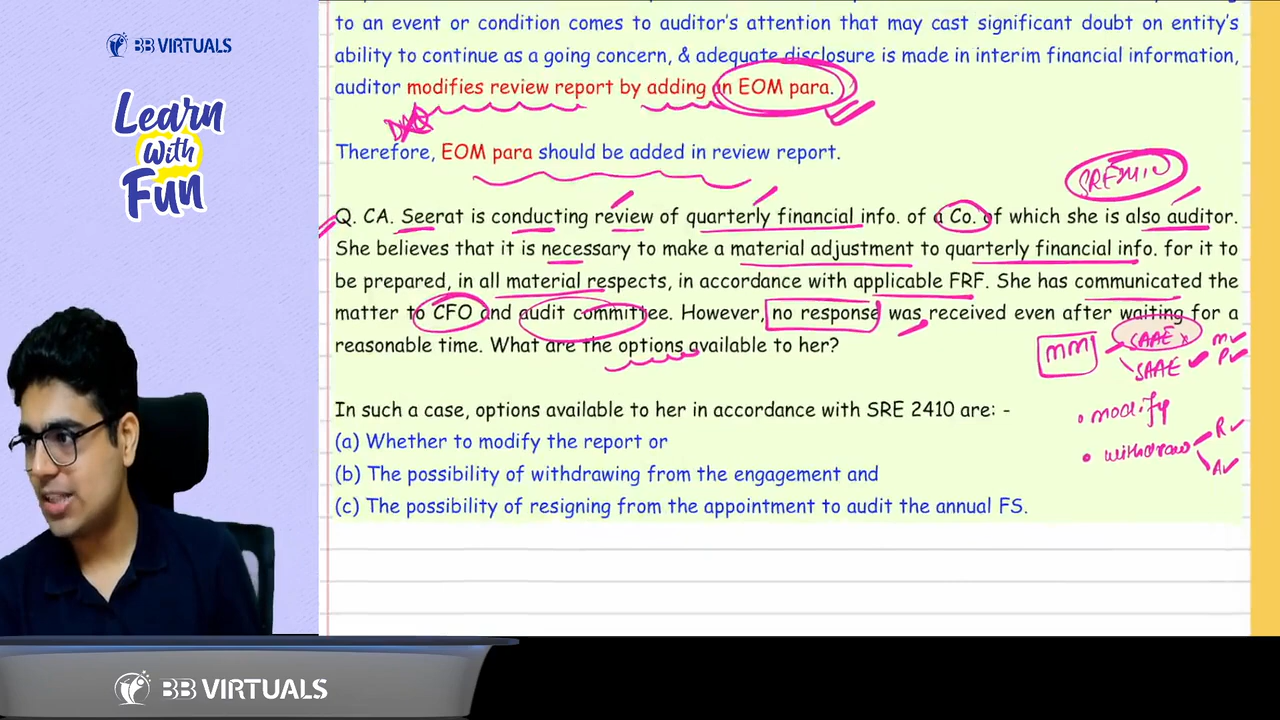 BB VIRTUALS
Learn
With
Fun
to an event or condition comes to auditor's attention that may cast significant doubt on entity's
ability to continue as a going concern, & adequate disclosure is made in interim financial information,
auditor modifies review report by adding an EOM para.
Therefore, EOM para should be added in review report.
SRE 2410
Q. CA. Seerat is conducting review of quarterly financial info. of a Co. of which she is also auditor.
She believes that it is necessary to make a material adjustment to quarterly financial info. for it to
be prepared, in all material respects, in accordance with applicable FRF. She has communicated the
matter to CFO and audit committee. However, no response was received even after waiting for a
reasonable time. What are the options available to her?
MM
SAAE x
SAAE
M
P
In such a case, options available to her in accordance with SRE 2410 are: -
(a) Whether to modify the report or
(b) The possibility of withdrawing from the engagement and
(c) The possibility of resigning from the appointment to audit the annual FS.
• modify
• withdraw
R
A
BB VIRTUALS